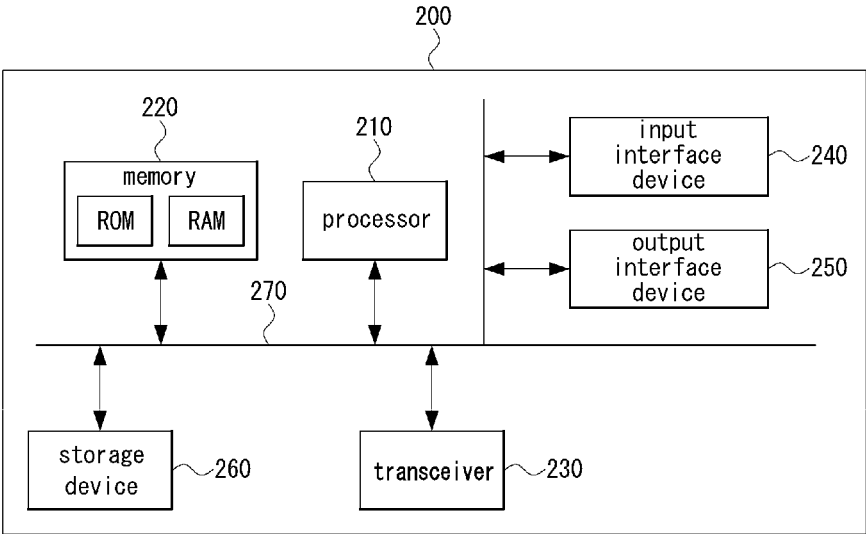 200
220
memory
ROM
RAM
210
processor
input
interface
device
240
output
interface
device
250
270
storage
device
260
transceiver
230